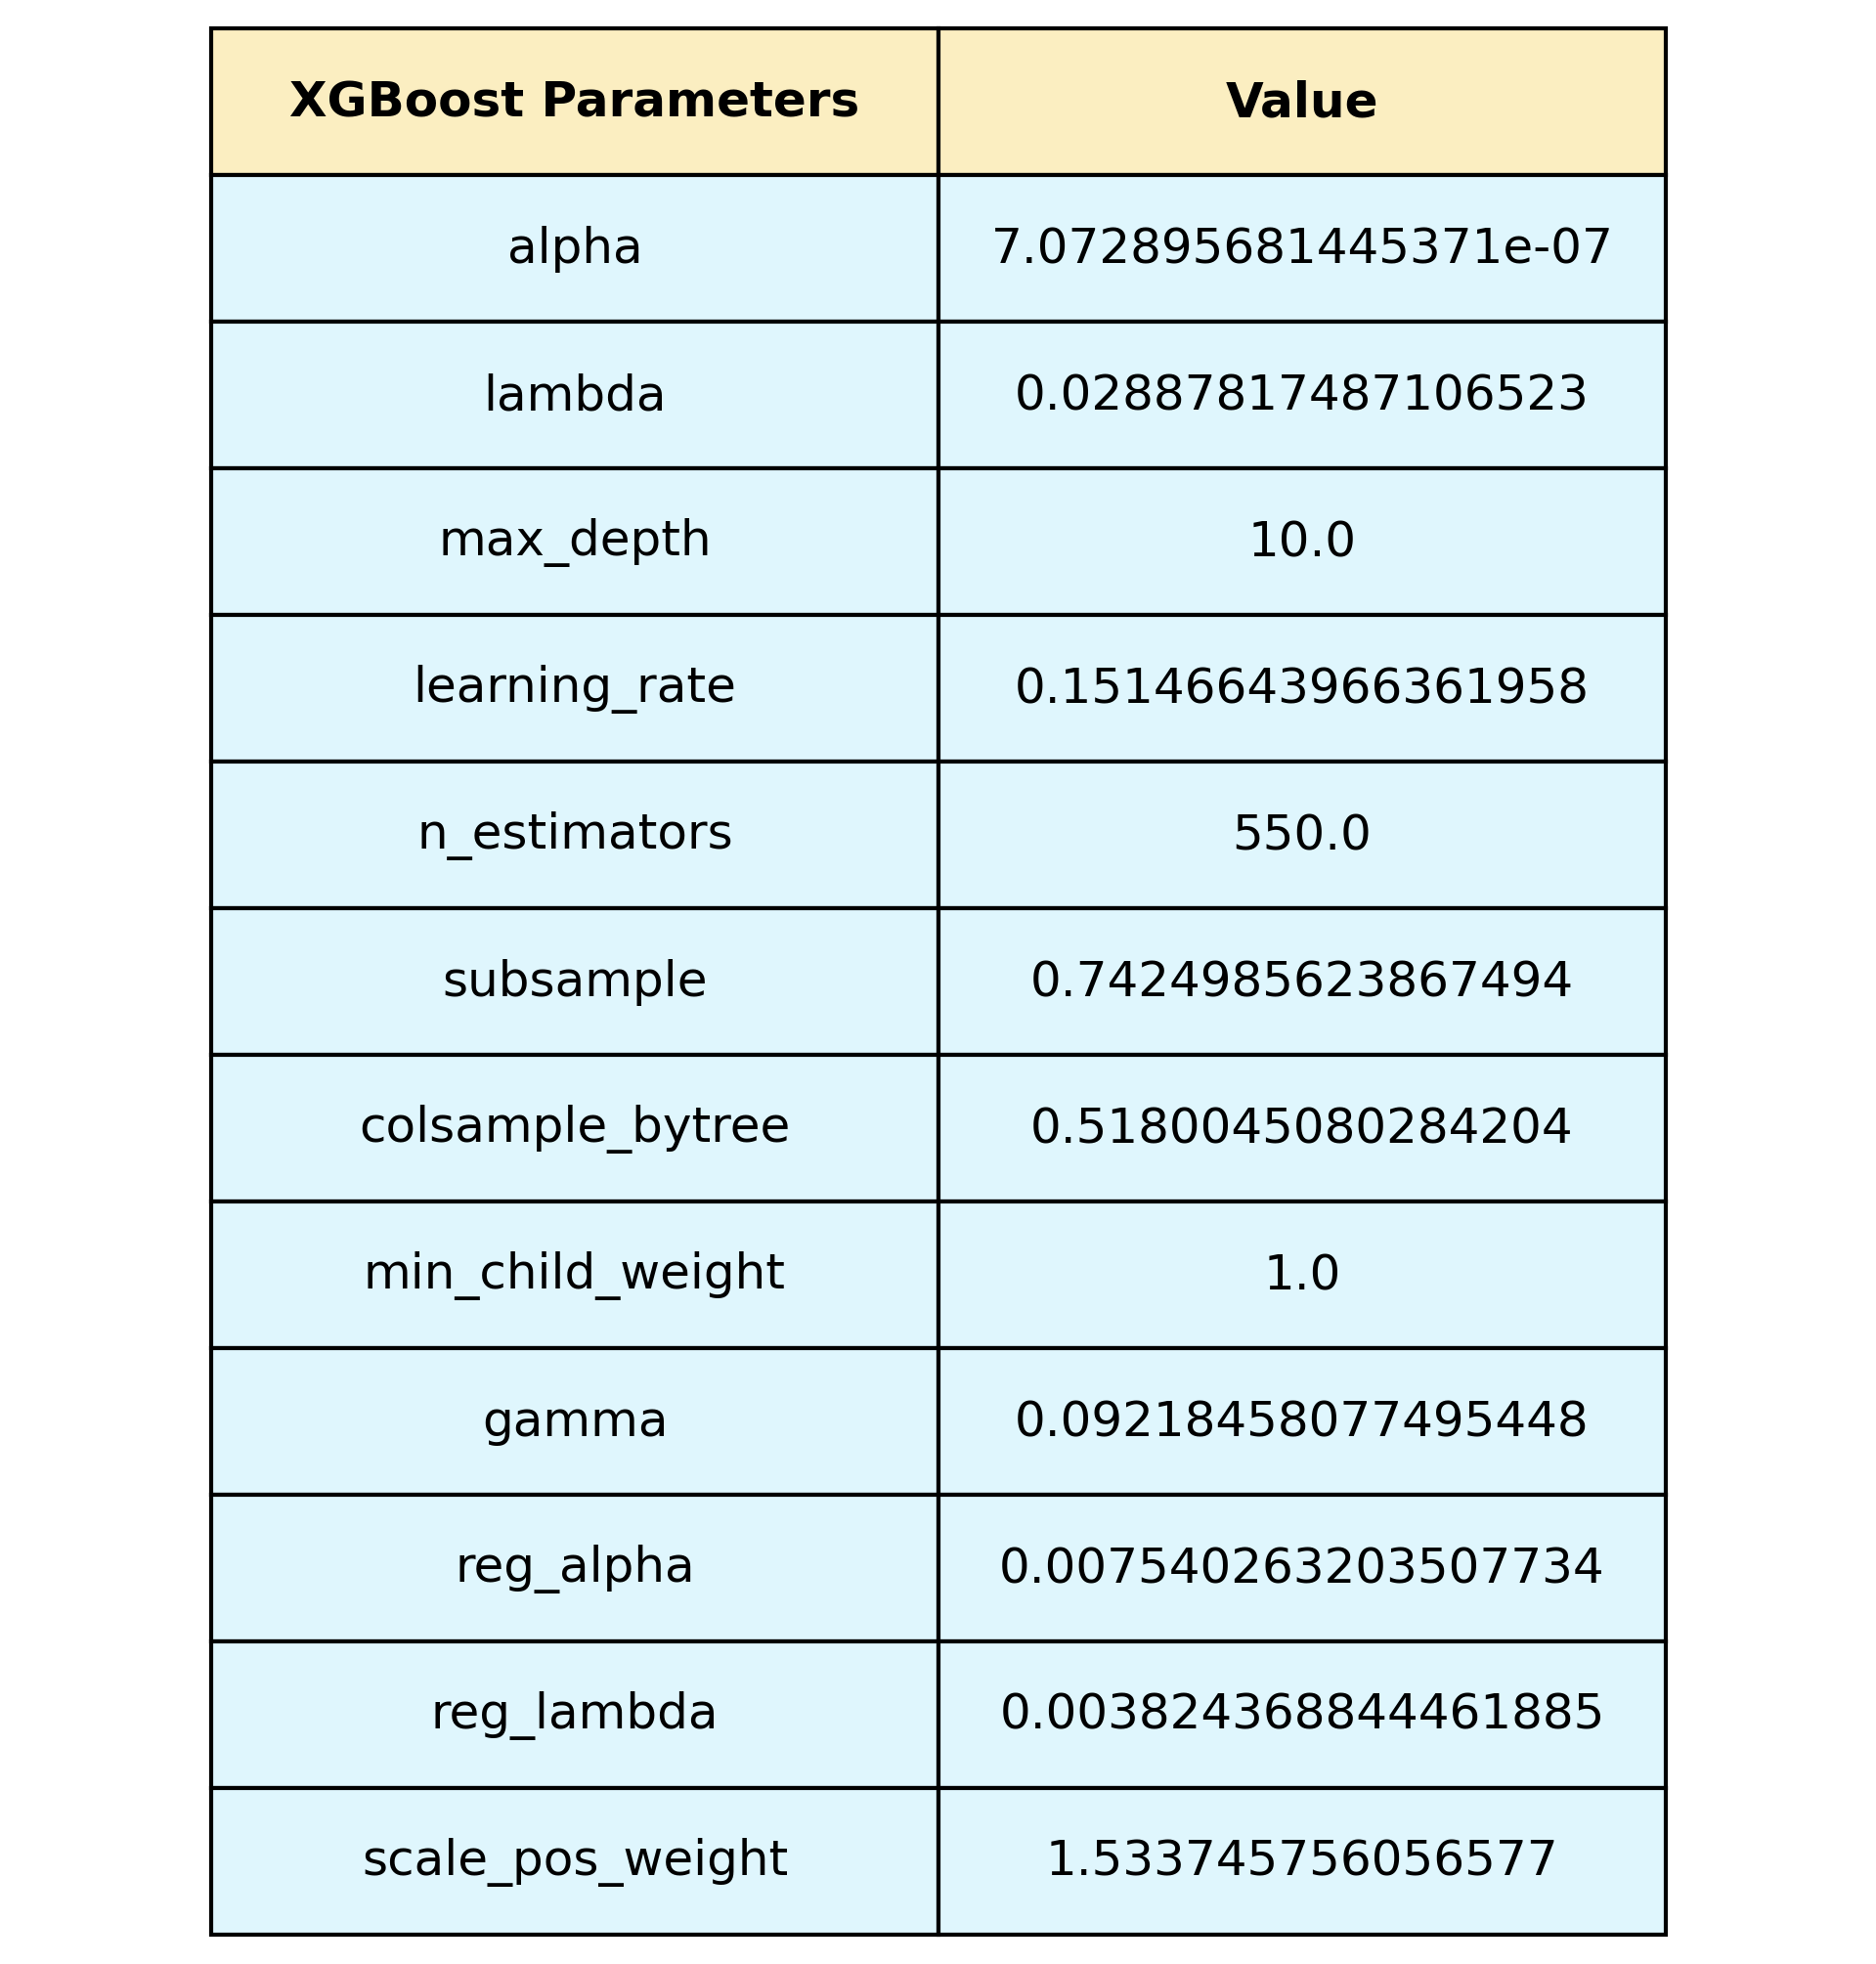 XGBoost Parameters Value
alpha 7.072895681445371e-07
lambda 0.02887817487106523
max_depth 10.0
learning_rate 0.15146643966361958
n_estimators 550.0
subsample 0.7424985623867494
colsample_bytree 0.5180045080284204
min_child_weight 1.0
gamma 0.09218458077495448
reg_alpha 0.007540263203507734
reg_lambda 0.003824368844461885
scale_pos_weight 1.533745756056577